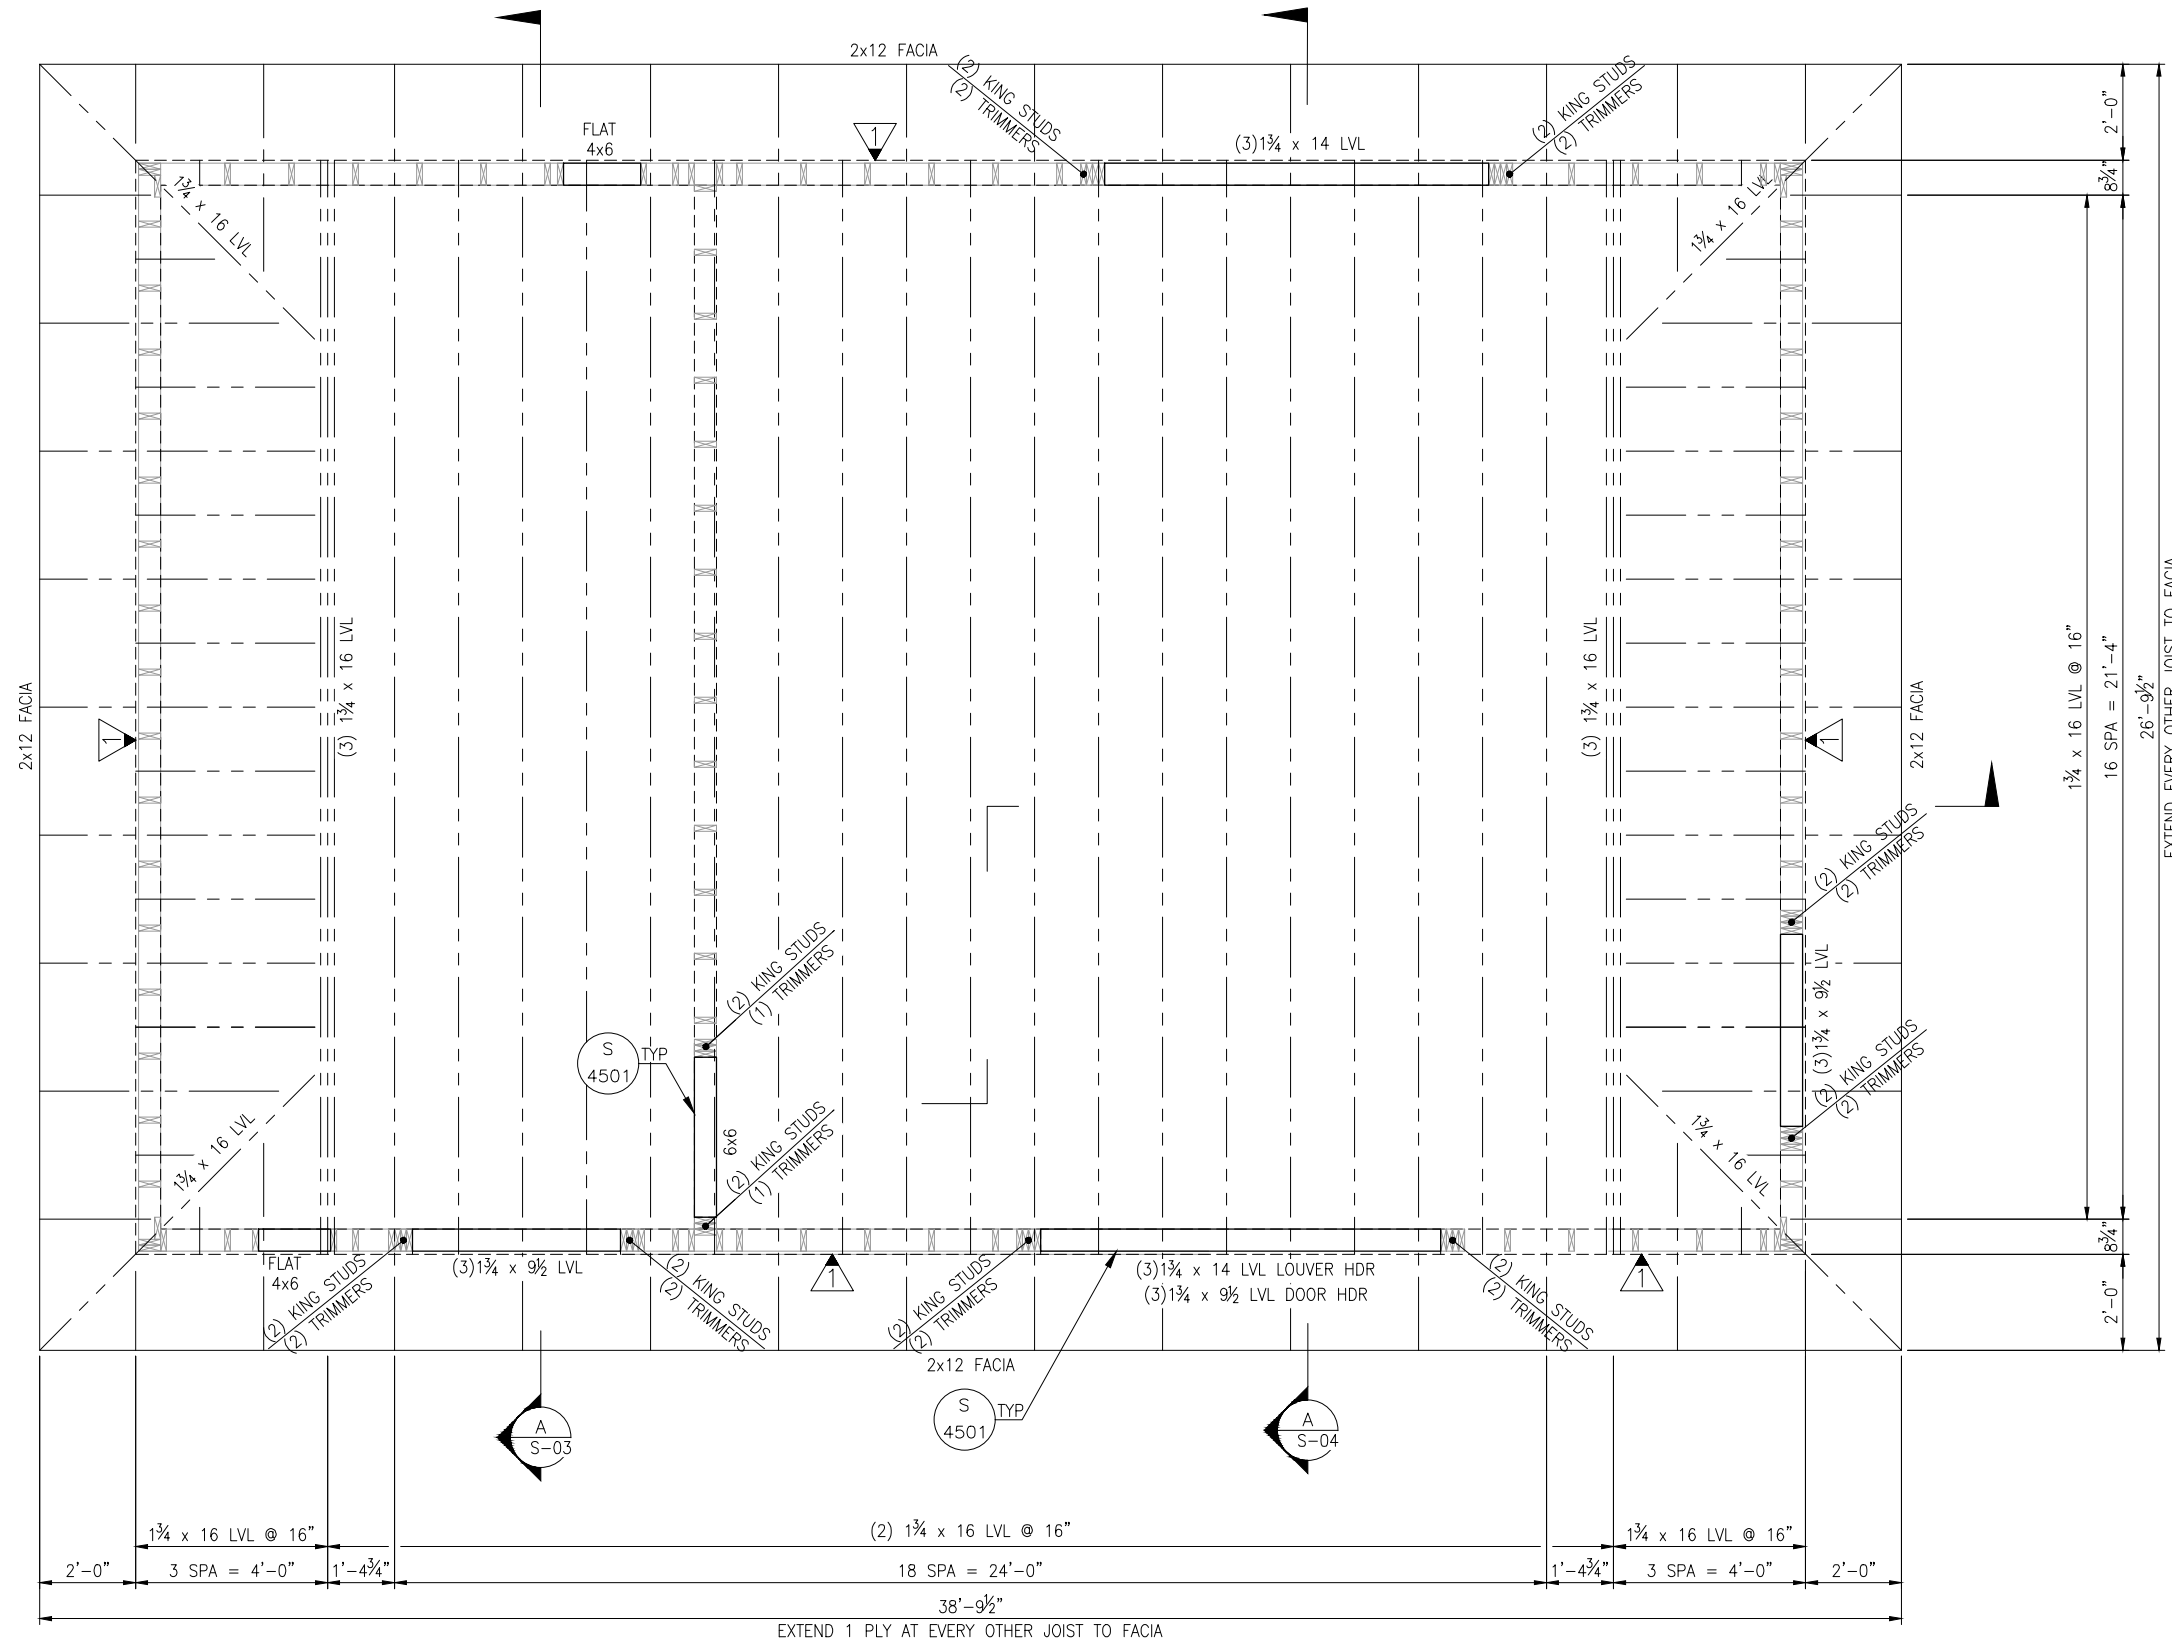 2x12 FACIA
(2) KING STUDS
(2) TRIMMERS
(2) KING STUDS
(2) TRIMMERS
FLAT
4x6
1
(3)1¾ x 14 LVL
2'-0"
8¾"
1¾ x 16 LVL
1¾ x 16 LVL
(3) 1¾ x 16 LVL
(3) 1¾ x 16 LVL
2x12 FACIA
1
1
2x12 FACIA
1¾ x 16 LVL @ 16"
16 SPA = 21'-4"
26'-9½"
EXTEND EVERY OTHER JOIST TO FACIA
(2) KING STUDS
(2) TRIMMERS
(3)1¾ x 9½ LVL
(2) KING STUDS
(2) TRIMMERS
(2) KING STUDS
(1) TRIMMERS
S
4501
TYP
6x6
(2) KING STUDS
(1) TRIMMERS
1¾ x 16 LVL
1¾ x 16 LVL
8¾"
2'-0"
FLAT
4x6
(2) KING STUDS
(2) TRIMMERS
(3)1¾ x 9½ LVL
(2) KING STUDS
(2) TRIMMERS
1
(2) KING STUDS
(2) TRIMMERS
(3)1¾ x 14 LVL LOUVER HDR
(3)1¾ x 9½ LVL DOOR HDR
(2) KING STUDS
(2) TRIMMERS
1
2x12 FACIA
S
4501
TYP
A
S-03
A
S-04
1¾ x 16 LVL @ 16"
(2) 1¾ x 16 LVL @ 16"
1¾ x 16 LVL @ 16"
2'-0"
3 SPA = 4'-0"
1'-4¾"
18 SPA = 24'-0"
1'-4¾"
3 SPA = 4'-0"
2'-0"
38'-9½"
EXTEND 1 PLY AT EVERY OTHER JOIST TO FACIA